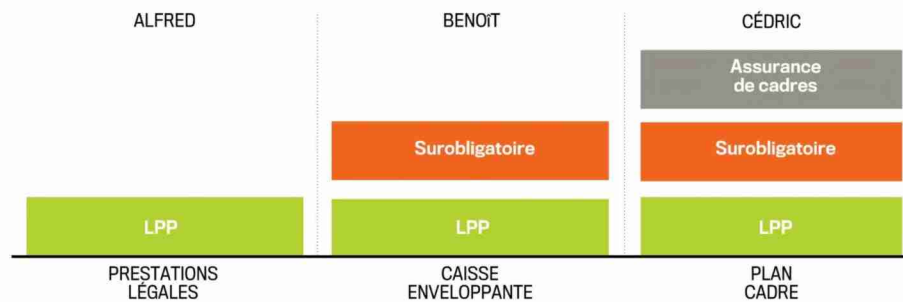 ALFRED
BENOîT
CÉDRIC
Assurance
de cadres
Surobligatoire
Surobligatoire
LPP
LPP
LPP
PRESTATIONS
LÉGALES
CAISSE
ENVELOPPANTE
PLAN
CADRE